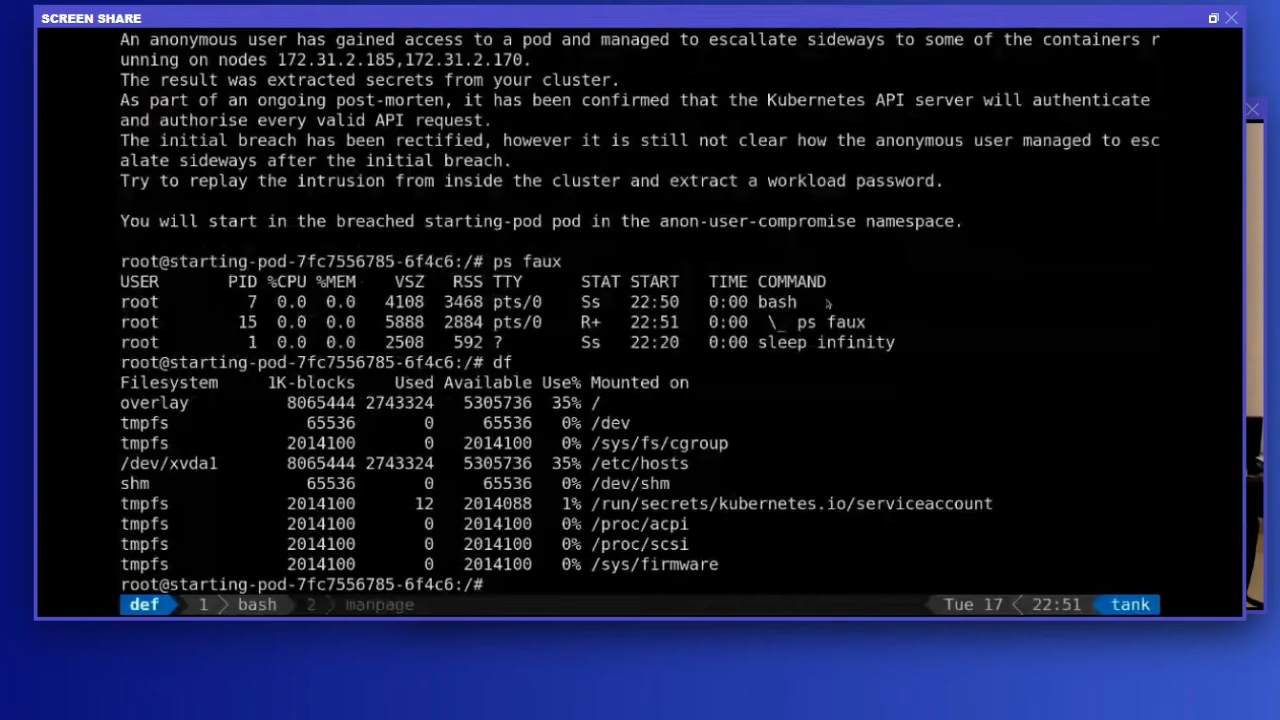 SCREEN SHARE
An anonymous user has gained access to a pod and managed to escallate sideways to some of the containers r
unning on nodes 172.31.2.185,172.31.2.170.
The result was extracted secrets from your cluster.
As part of an ongoing post-morten, it has been confirmed that the Kubernetes API server will authenticate
and authorise every valid API request.
The initial breach has been rectified, however it is still not clear how the anonymous user managed to esc
alate sideways after the initial breach.
Try to replay the intrusion from inside the cluster and extract a workload password.
You will start in the breached starting-pod pod in the anon-user-compromise namespace.
root@starting-pod-7fc7556785-6f4c6:/# ps faux
USER PID %CPU %MEM VSZ RSS TTY STAT START TIME COMMAND
root 7 0.0 0.0 4108 3468 pts/0 Ss 22:50 0:00 bash
root 15 0.0 0.0 5888 2884 pts/0 R+ 22:51 0:00 \_ ps faux
root 1 0.0 0.0 2508 592 ? Ss 22:20 0:00 sleep infinity
root@starting-pod-7fc7556785-6f4c6:/# df
Filesystem 1K-blocks Used Available Use% Mounted on
overlay 8065444 2743324 5305736 35% /
tmpfs 65536 0 65536 0% /dev
tmpfs 2014100 0 2014100 0% /sys/fs/cgroup
/dev/xvda1 8065444 2743324 5305736 35% /etc/hosts
shm 65536 0 65536 0% /dev/shm
tmpfs 2014100 12 2014088 1% /run/secrets/kubernetes.io/serviceaccount
tmpfs 2014100 0 2014100 0% /proc/acpi
tmpfs 2014100 0 2014100 0% /proc/scsi
tmpfs 2014100 0 2014100 0% /sys/firmware
root@starting-pod-7fc7556785-6f4c6:/#
def 1 bash 2 manpage Tue 17 22:51 tank